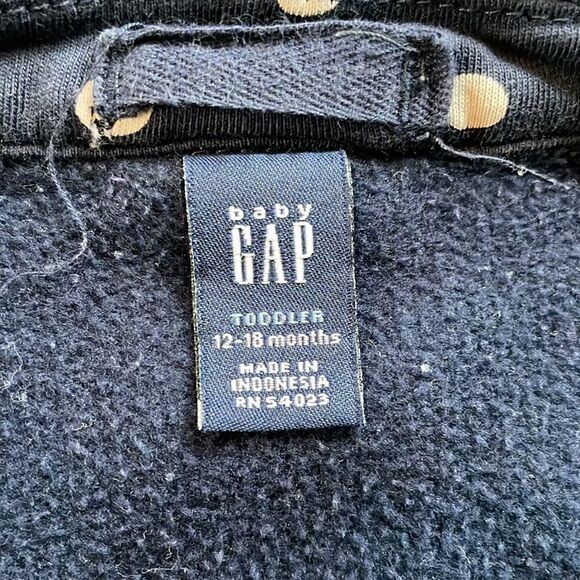 baby
GAP
TODDLER
12-18 months
MADE IN
INDONESIA
RN 54023